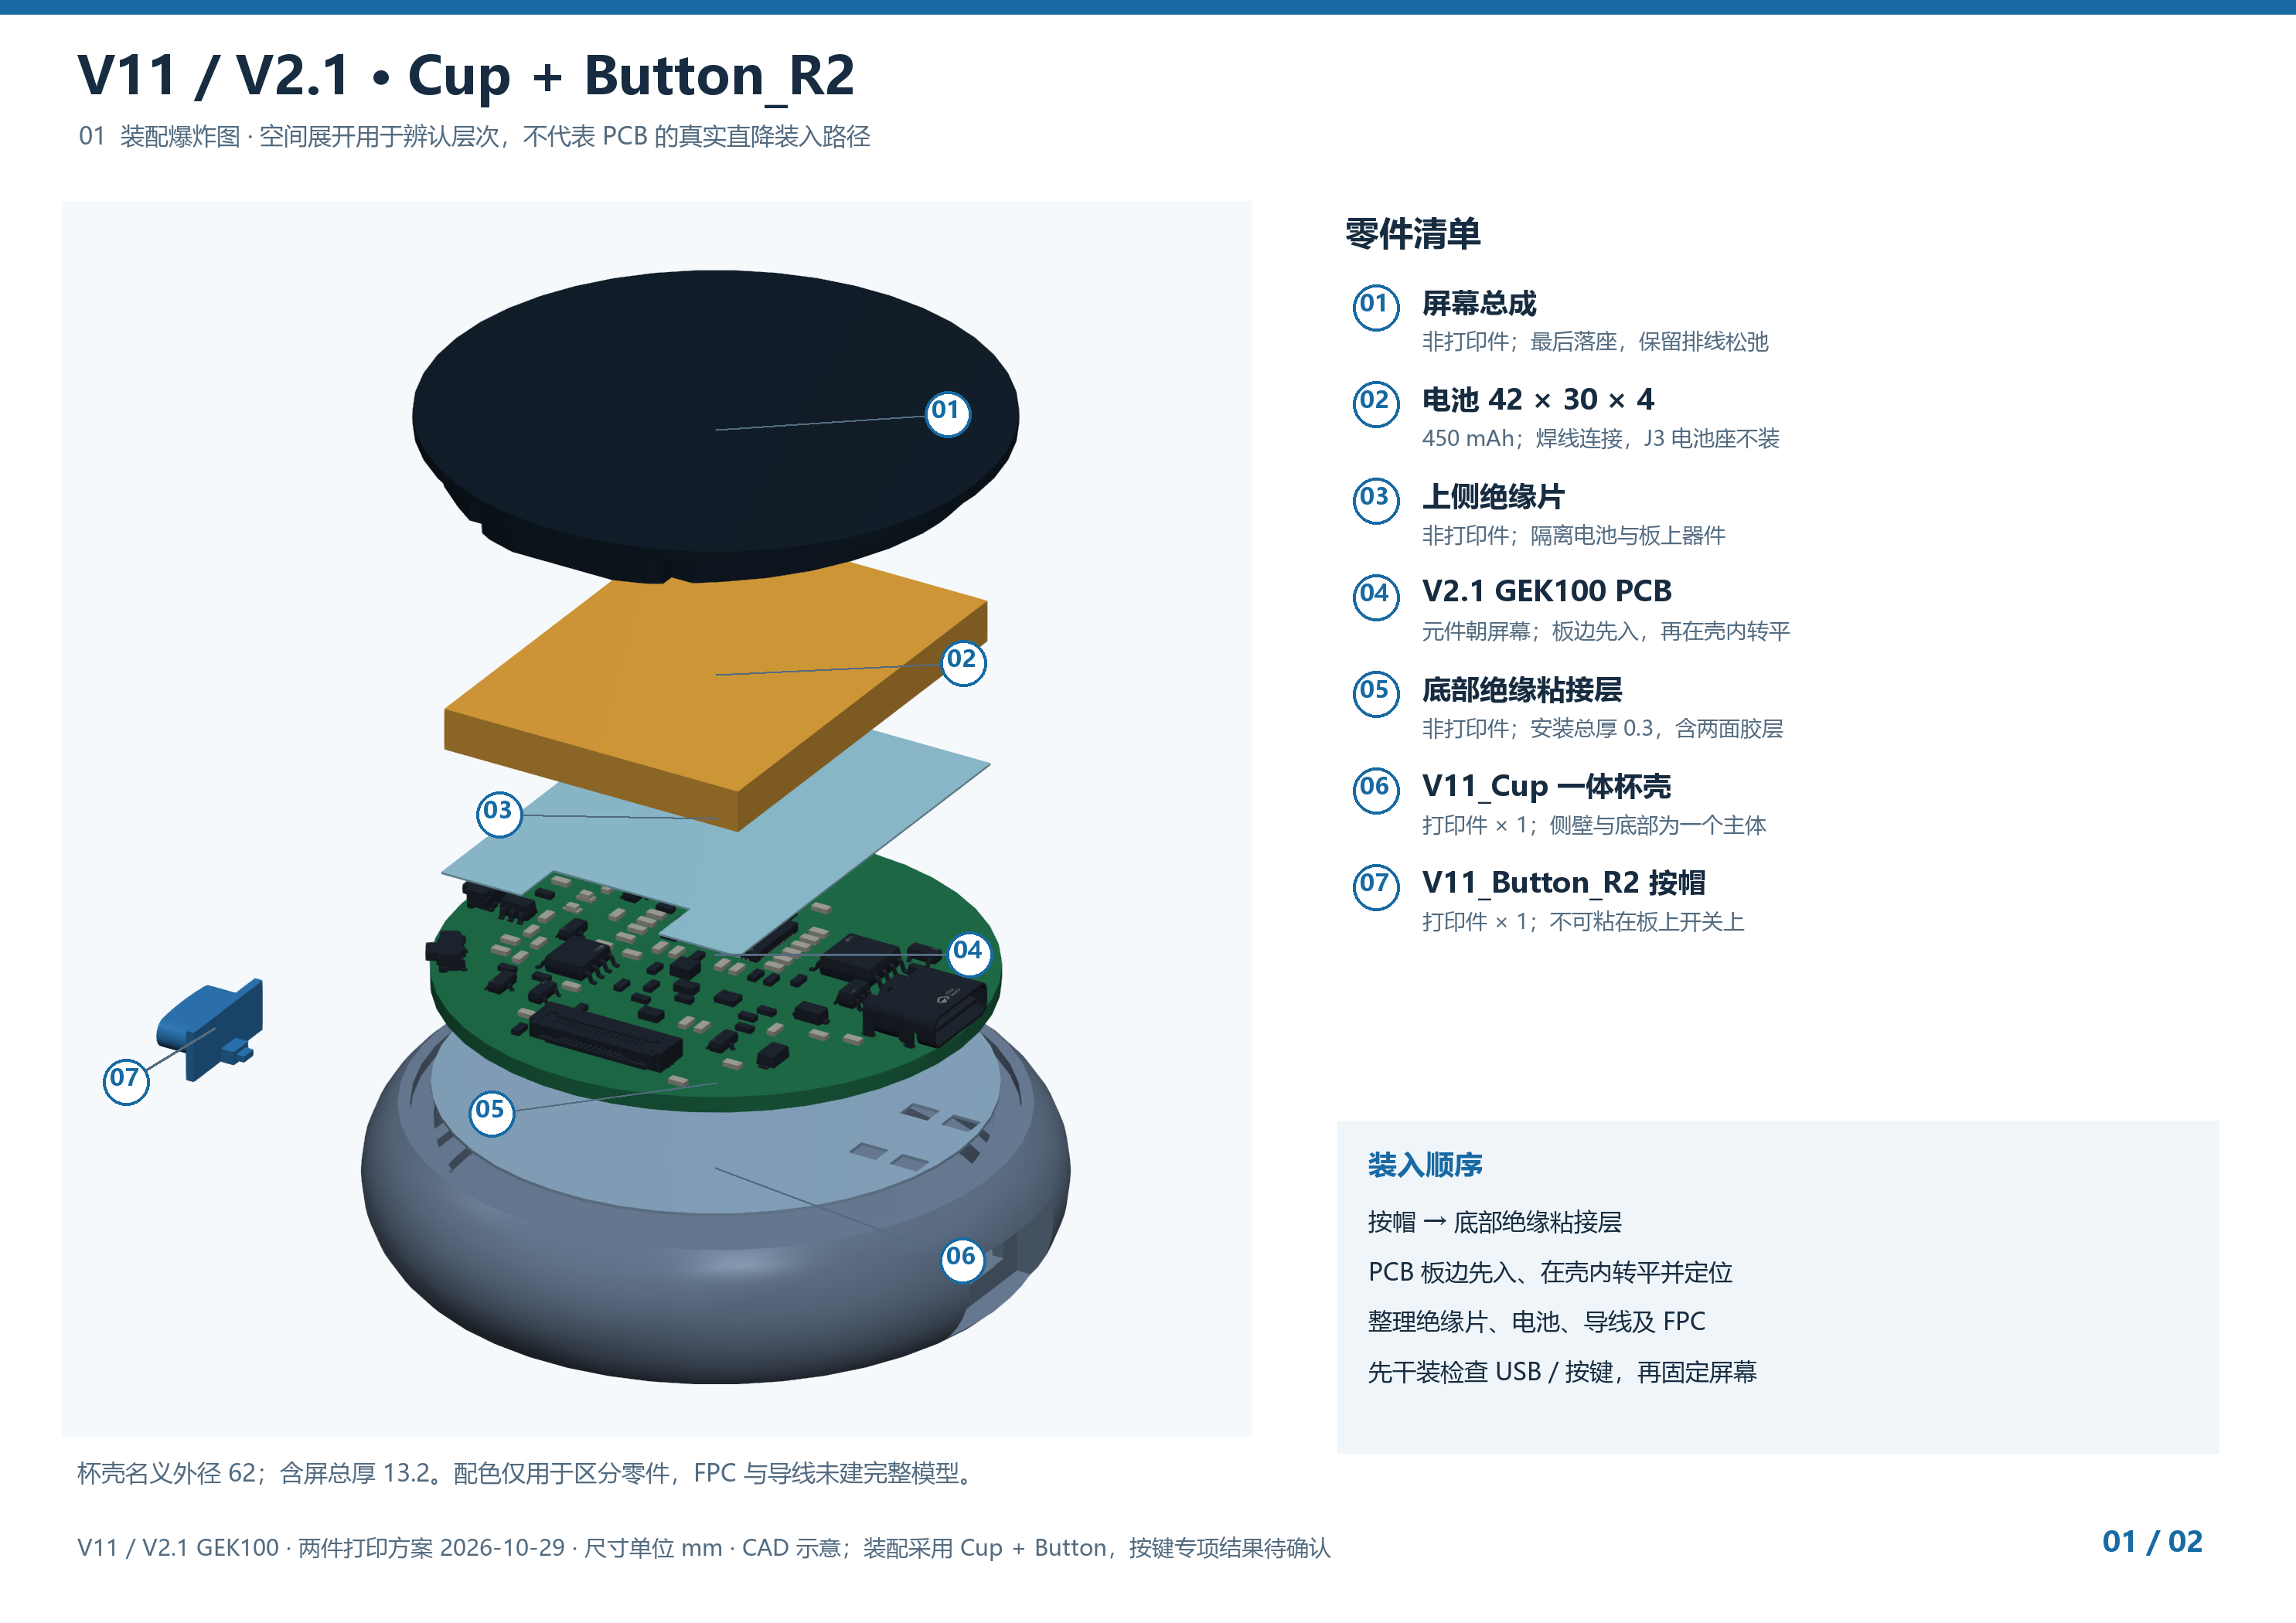 V11 / V2.1 • Cup + Button_R2
01 装配爆炸图 · 空间展开用于辨认层次，不代表 PCB 的真实直降装入路径
01
02
03
04
07
05
06
零件清单
01 屏幕总成
非打印件；最后落座，保留排线松弛
02 电池 42 × 30 × 4
450 mAh；焊线连接，J3 电池座不装
03 上侧绝缘片
非打印件；隔离电池与板上器件
04 V2.1 GEK100 PCB
元件朝屏幕；板边先入，再在壳内转平
05 底部绝缘粘接层
非打印件；安装总厚 0.3，含两面胶层
06 V11_Cup 一体杯壳
打印件 × 1；侧壁与底部为一个主体
07 V11_Button_R2 按帽
打印件 × 1；不可粘在板上开关上
装入顺序
按帽 → 底部绝缘粘接层
PCB 板边先入、在壳内转平并定位
整理绝缘片、电池、导线及 FPC
先干装检查 USB / 按键，再固定屏幕
杯壳名义外径 62；含屏总厚 13.2。配色仅用于区分零件，FPC 与导线未建完整模型。
V11 / V2.1 GEK100 · 两件打印方案 2026-10-29 · 尺寸单位 mm · CAD 示意；装配采用 Cup + Button，按键专项结果待确认
01 / 02